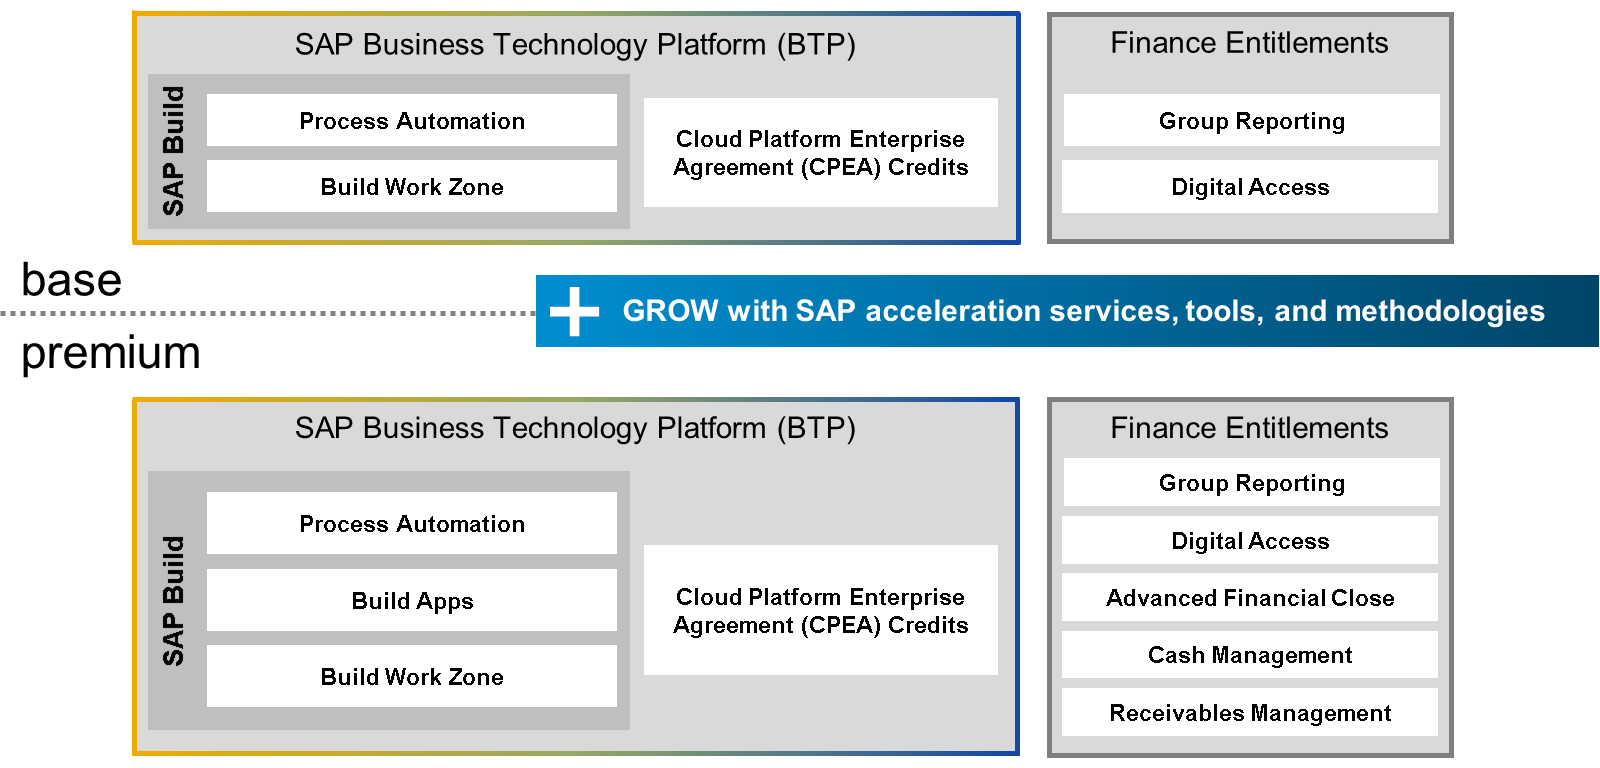 SAP Business Technology Platform (BTP)
SAP Build
Process Automation
Build Work Zone
Cloud Platform Enterprise
Agreement (CPEA) Credits
Finance Entitlements
Group Reporting
Digital Access
base
GROW with SAP acceleration services, tools, and methodologies
premium
SAP Business Technology Platform (BTP)
SAP Build
Process Automation
Build Apps
Build Work Zone
Cloud Platform Enterprise
Agreement (CPEA) Credits
Finance Entitlements
Group Reporting
Digital Access
Advanced Financial Close
Cash Management
Receivables Management